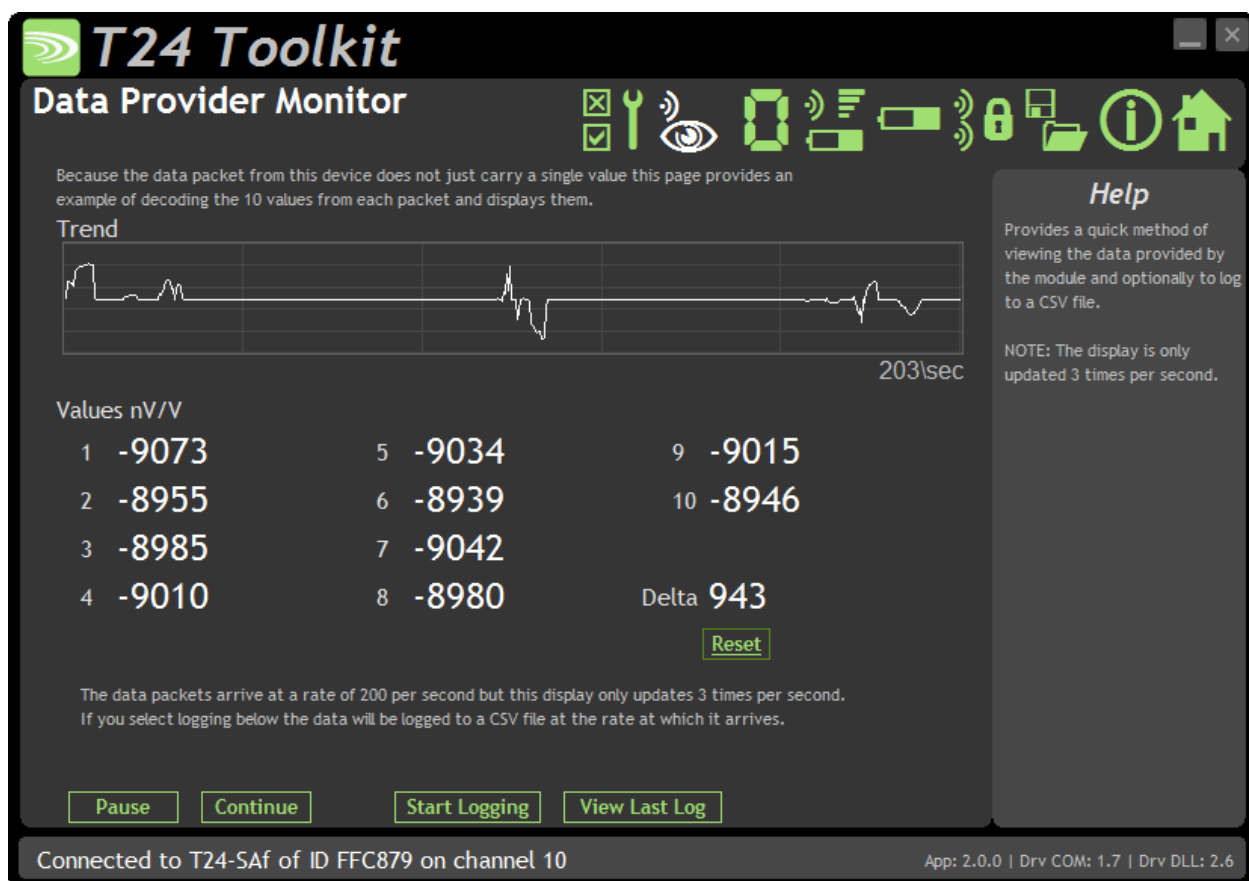 T24 Toolkit
Data Provider Monitor
Because the data packet from this device does not just carry a single value this page provides an
example of decoding the 10 values from each packet and displays them.
Trend
203\sec
Values nV/V
1 -9073 5 -9034 9 -9015
2 -8955 6 -8939 10 -8946
3 -8985 7 -9042
4 -9010 8 -8980 Delta 943
Reset
The data packets arrive at a rate of 200 per second but this display only updates 3 times per second.
If you select logging below the data will be logged to a CSV file at the rate at which it arrives.
Pause Continue Start Logging View Last Log
Help
Provides a quick method of
viewing the data provided by
the module and optionally to log
to a CSV file.
NOTE: The display is only
updated 3 times per second.
Connected to T24-SAf of ID FFC879 on channel 10
App: 2.0.0 | Drv COM: 1.7 | Drv DLL: 2.6